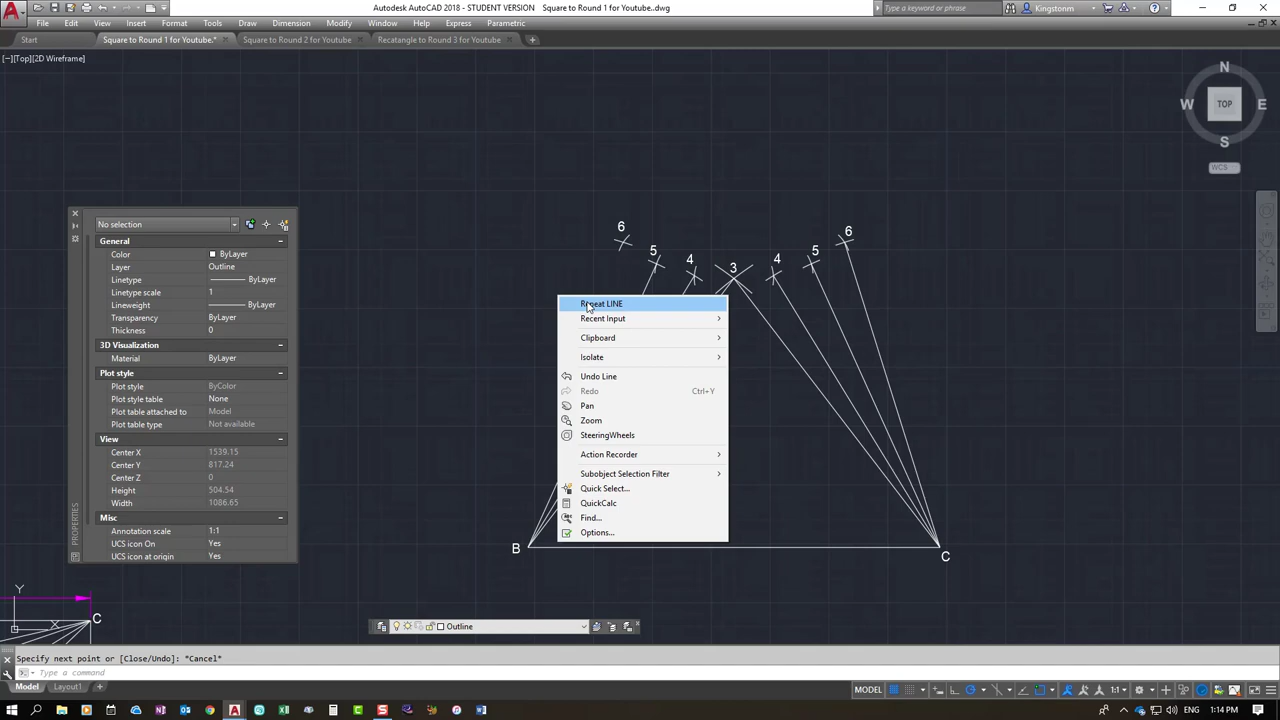 Autodesk AutoCAD 2018 - STUDENT VERSION Square to Round 1 for Youtube..dwg
Type a keyword or phrase
Kingstonm
File Edit View Insert Format Tools Draw Dimension Modify Window Help Express Parametric
Start Square to Round 1 for Youtube.* Square to Round 2 for Youtube Recatangle to Round 3 for Youtube
[−][Top][2D Wireframe]
N
W TOP E
S
WCS
No selection
General
Color ByLayer
Layer Outline
Linetype ByLayer
Linetype scale 1
Lineweight ByLayer
Transparency ByLayer
Thickness 0
3D Visualization
Material ByLayer
Plot style
Plot style ByColor
Plot style table None
Plot table attached to Model
Plot table type Not available
View
Center X 1539.15
Center Y 817.24
Center Z 0
Height 504.54
Width 1086.65
Misc
Annotation scale 1:1
UCS icon On Yes
UCS icon at origin Yes
PROPERTIES
6 5 4 3 4 5 6
Repeat LINE
Recent Input
Clipboard
Isolate
Undo Line
Redo Ctrl+Y
Pan
Zoom
SteeringWheels
Action Recorder
Subobject Selection Filter
Quick Select...
QuickCalc
Find...
Options...
B C
Y
C
X
Outline
Specify next point or [Close/Undo]: *Cancel*
Type a command
Model Layout1 +
MODEL 1:1
ENG 1:14 PM